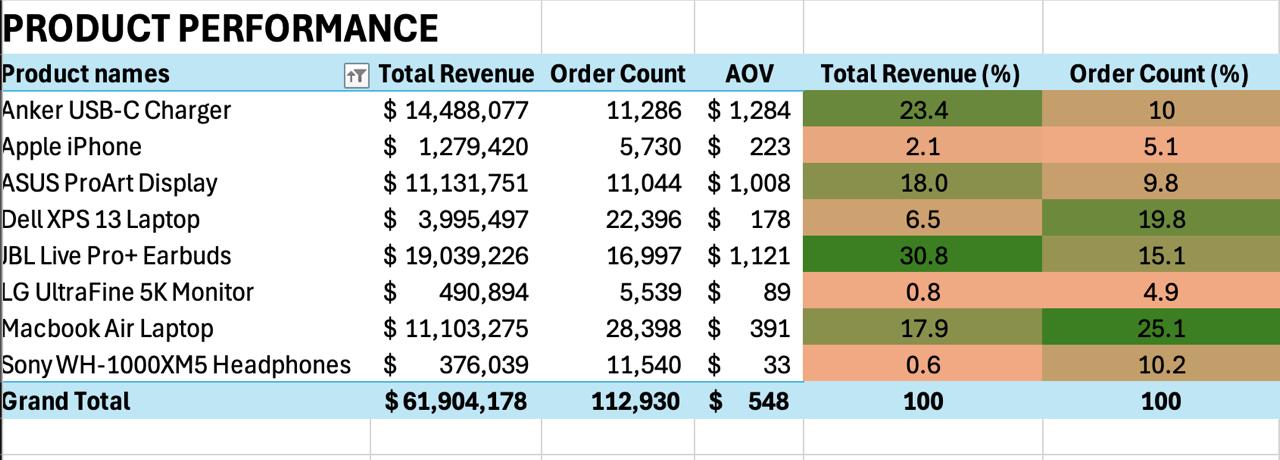 PRODUCT PERFORMANCE
Product names Total Revenue Order Count AOV Total Revenue (%) Order Count (%)
Anker USB-C Charger $ 14,488,077 11,286 $ 1,284 23.4 10
Apple iPhone $ 1,279,420 5,730 $ 223 2.1 5.1
ASUS ProArt Display $ 11,131,751 11,044 $ 1,008 18.0 9.8
Dell XPS 13 Laptop $ 3,995,497 22,396 $ 178 6.5 19.8
JBL Live Pro+ Earbuds $ 19,039,226 16,997 $ 1,121 30.8 15.1
LG UltraFine 5K Monitor $ 490,894 5,539 $ 89 0.8 4.9
Macbook Air Laptop $ 11,103,275 28,398 $ 391 17.9 25.1
Sony WH-1000XM5 Headphones $ 376,039 11,540 $ 33 0.6 10.2
Grand Total $ 61,904,178 112,930 $ 548 100 100